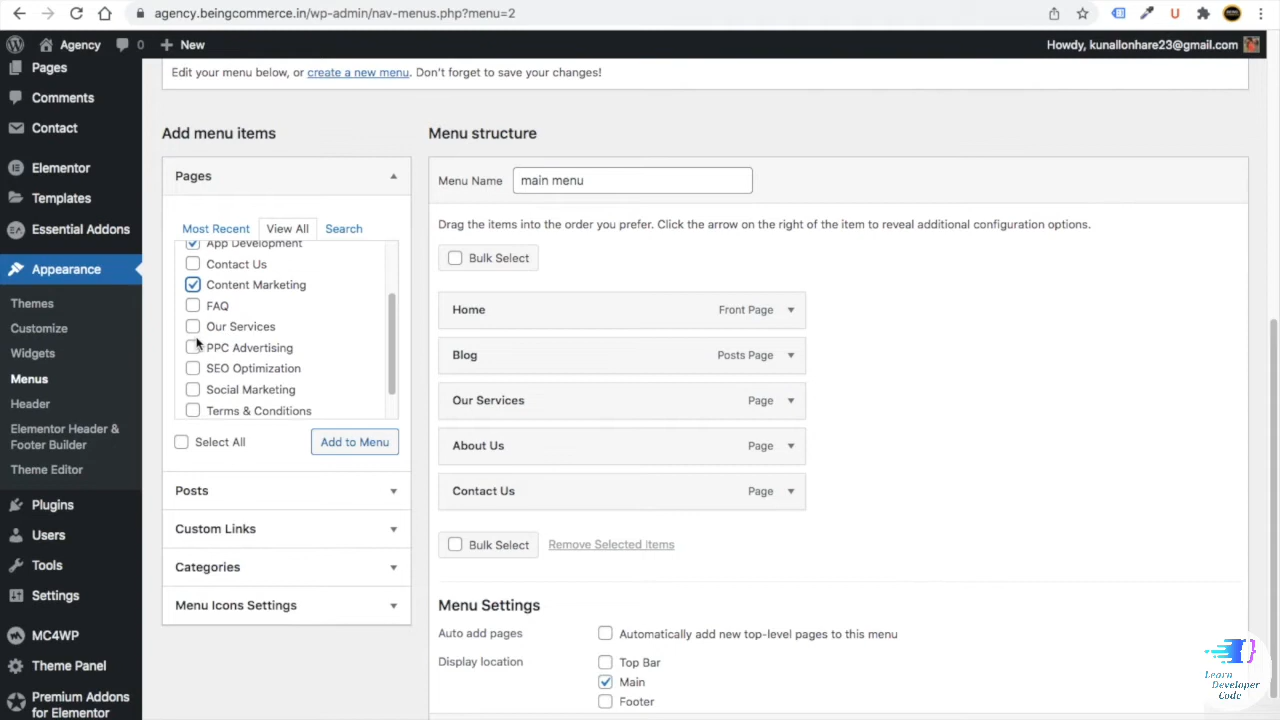 agency.beingcommerce.in/wp-admin/nav-menus.php?menu=2
Agency 0 New
Howdy, kunallonhare23@gmail.com
Pages
Comments
Contact
Elementor
Templates
Essential Addons
Appearance
Themes
Customize
Widgets
Menus
Header
Elementor Header &
Footer Builder
Theme Editor
Plugins
Users
Tools
Settings
MC4WP
Theme Panel
Premium Addons
for Elementor
Edit your menu below, or create a new menu. Don't forget to save your changes!
Add menu items
Pages
Most Recent View All Search
App Development
Contact Us
Content Marketing
FAQ
Our Services
PPC Advertising
SEO Optimization
Social Marketing
Terms & Conditions
Select All Add to Menu
Posts
Custom Links
Categories
Menu Icons Settings
Menu structure
Menu Name main menu
Drag the items into the order you prefer. Click the arrow on the right of the item to reveal additional configuration options.
Bulk Select
Home Front Page
Blog Posts Page
Our Services Page
About Us Page
Contact Us Page
Bulk Select Remove Selected Items
Menu Settings
Auto add pages Automatically add new top-level pages to this menu
Display location Top Bar
Main
Footer
Learn
Developer
Code